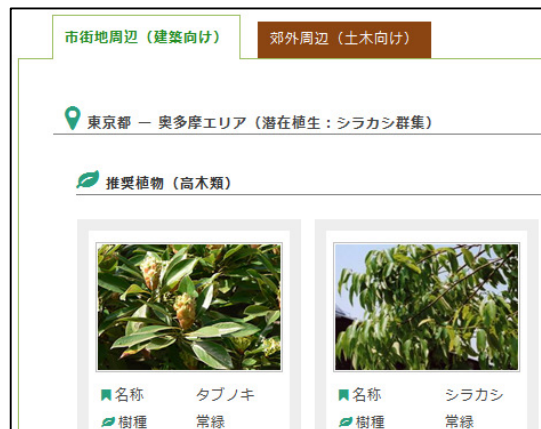 市街地周辺（建築向け） 郊外周辺（土木向け）
東京都 ― 奥多摩エリア（潜在植生：シラカシ群集）
推奨植物（高木類）
名称 タブノキ 名称 シラカシ
樹種 常緑 樹種 常緑